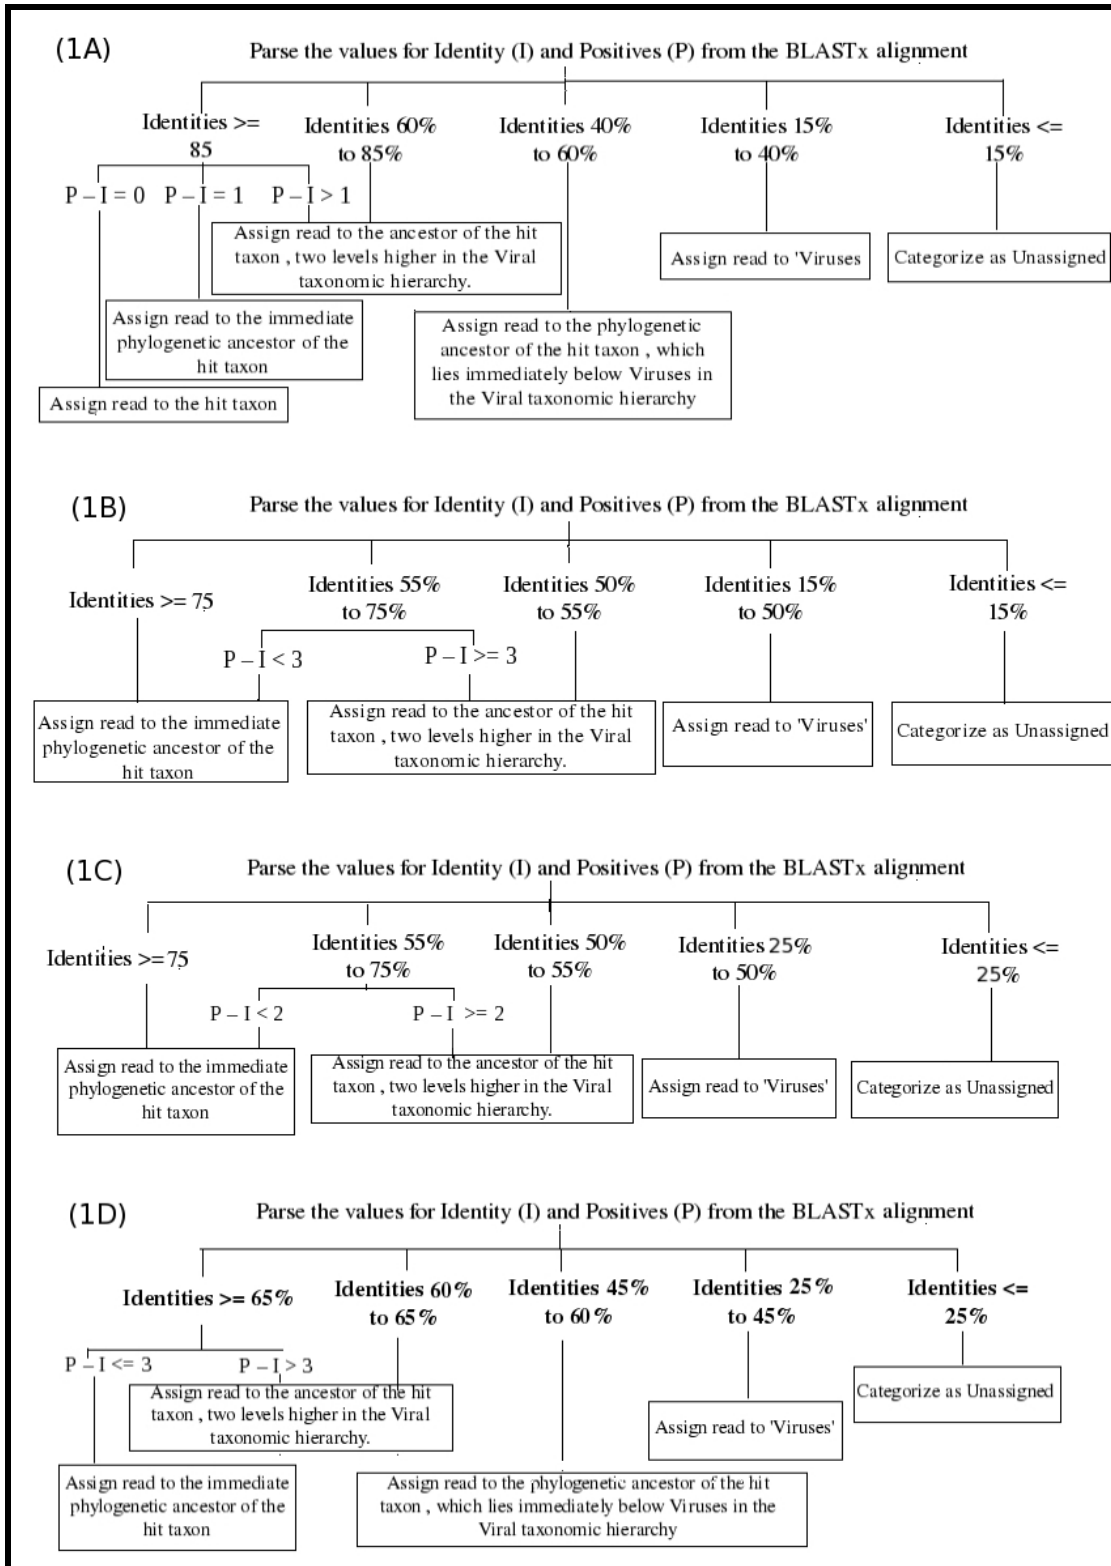 (1A)
Parse the values for Identity (I) and Positives (P) from the BLASTx alignment
Identities >=
85
Identities 60%
to 85%
Identities 40%
to 60%
Identities 15%
to 40%
Identities <=
15%
P – I = 0
P – I = 1
P – I > 1
Assign read to the ancestor of the hit
taxon , two levels higher in the Viral
taxonomic hierarchy.
Assign read to 'Viruses
Categorize as Unassigned
Assign read to the immediate
phylogenetic ancestor of the
hit taxon
Assign read to the phylogenetic
ancestor of the hit taxon , which
lies immediately below Viruses in
the Viral taxonomic hierarchy
Assign read to the hit taxon
(1B)
Parse the values for Identity (I) and Positives (P) from the BLASTx alignment
Identities >= 75
Identities 55%
to 75%
Identities 50%
to 55%
Identities 15%
to 50%
Identities <=
15%
P – I < 3
P – I >= 3
Assign read to the immediate
phylogenetic ancestor of the
hit taxon
Assign read to the ancestor of the hit
taxon , two levels higher in the Viral
taxonomic hierarchy.
Assign read to 'Viruses'
Categorize as Unassigned
(1C)
Parse the values for Identity (I) and Positives (P) from the BLASTx alignment
Identities >=75
Identities 55%
to 75%
Identities 50%
to 55%
Identities 25%
to 50%
Identities <=
25%
P – I < 2
P – I >= 2
Assign read to the immediate
phylogenetic ancestor of the
hit taxon
Assign read to the ancestor of the hit
taxon , two levels higher in the Viral
taxonomic hierarchy.
Assign read to 'Viruses'
Categorize as Unassigned
(1D)
Parse the values for Identity (I) and Positives (P) from the BLASTx alignment
Identities >= 65%
Identities 60%
to 65%
Identities 45%
to 60%
Identities 25%
to 45%
Identities <=
25%
P – I <= 3
P – I > 3
Assign read to the ancestor of the hit
taxon , two levels higher in the Viral
taxonomic hierarchy.
Assign read to 'Viruses'
Categorize as Unassigned
Assign read to the immediate
phylogenetic ancestor of the
hit taxon
Assign read to the phylogenetic ancestor of the hit
taxon , which lies immediately below Viruses in the
Viral taxonomic hierarchy